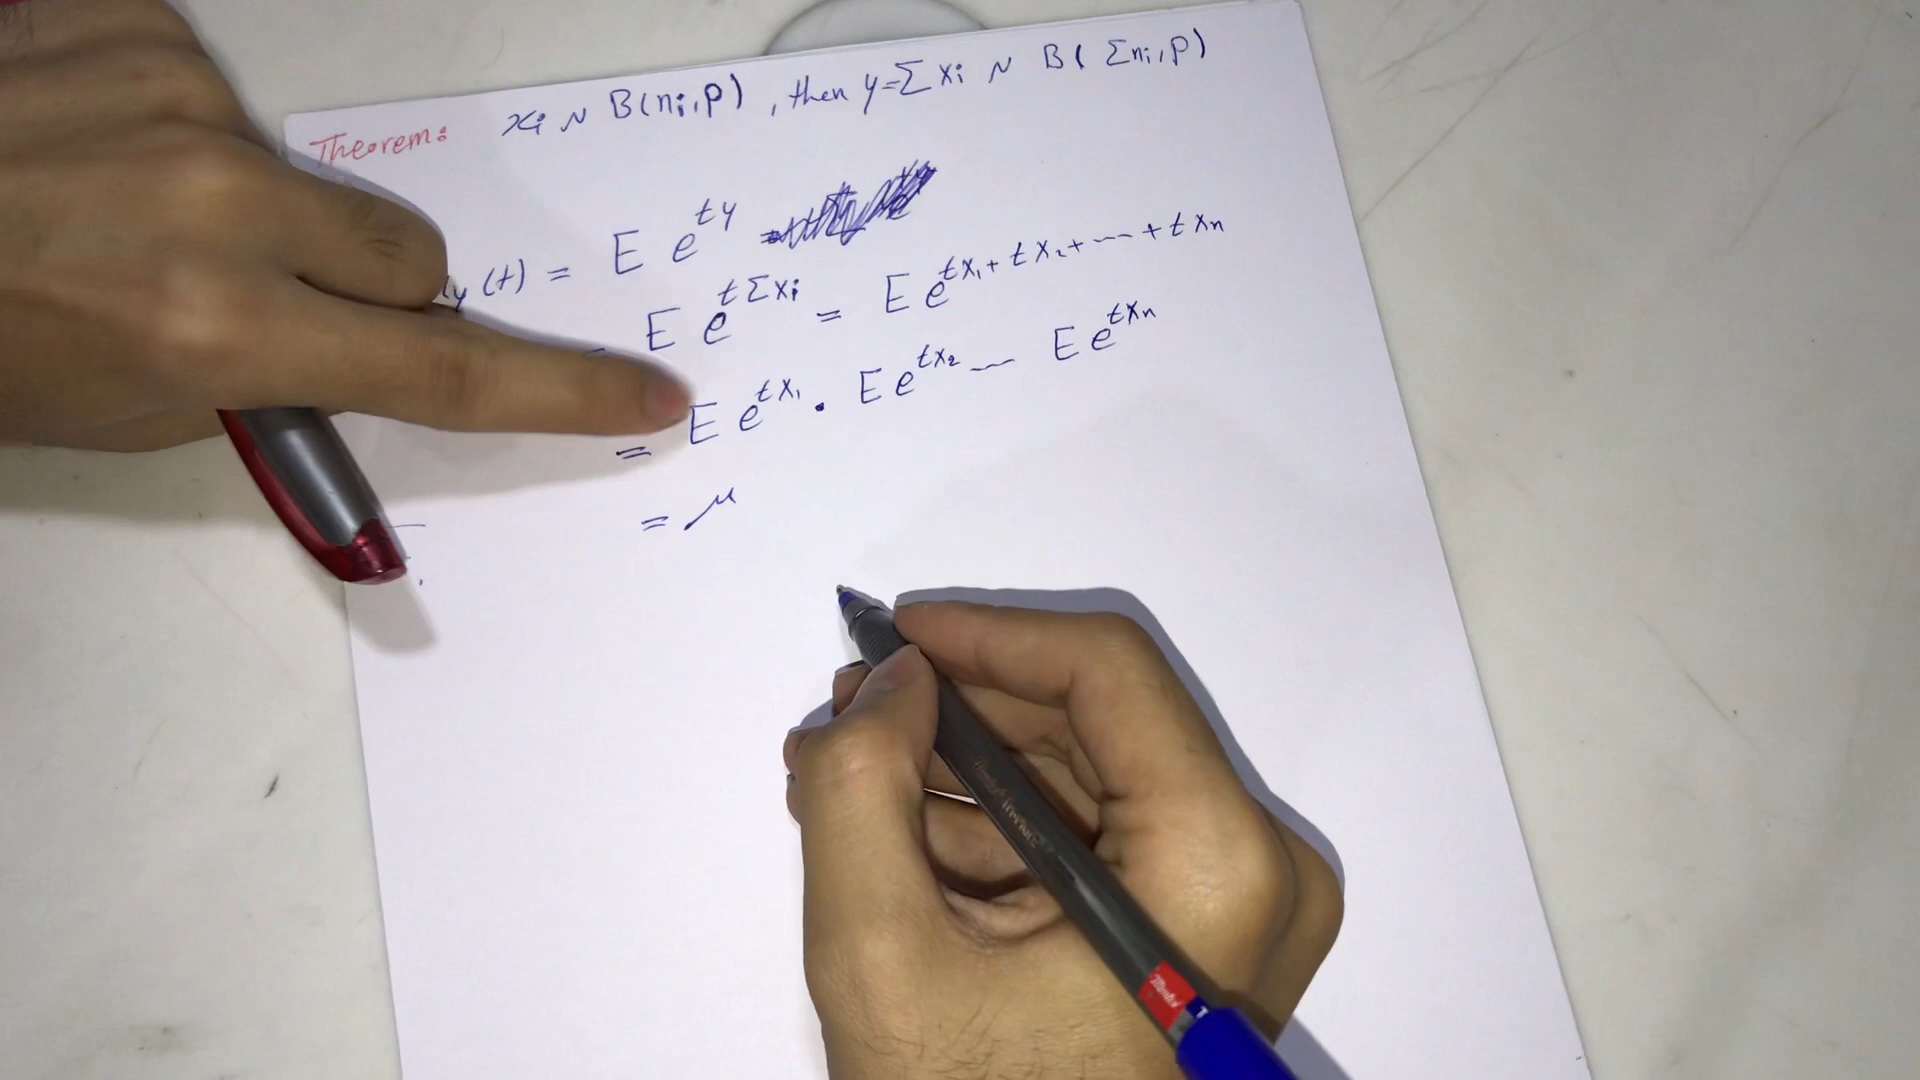 Theorem: xi ~ B(ni,p), then y=Σxi ~ B(Σni,p)
y(t) = E e^ty
= E e^tΣxi = E e^tx₁+tx₂+---+txn
= E e^tx₁ . E e^tx₂ --- E e^txn
= M